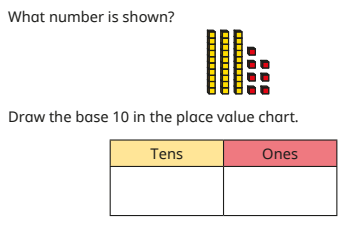 What number is shown?
Draw the base 10 in the place value chart.
Tens Ones